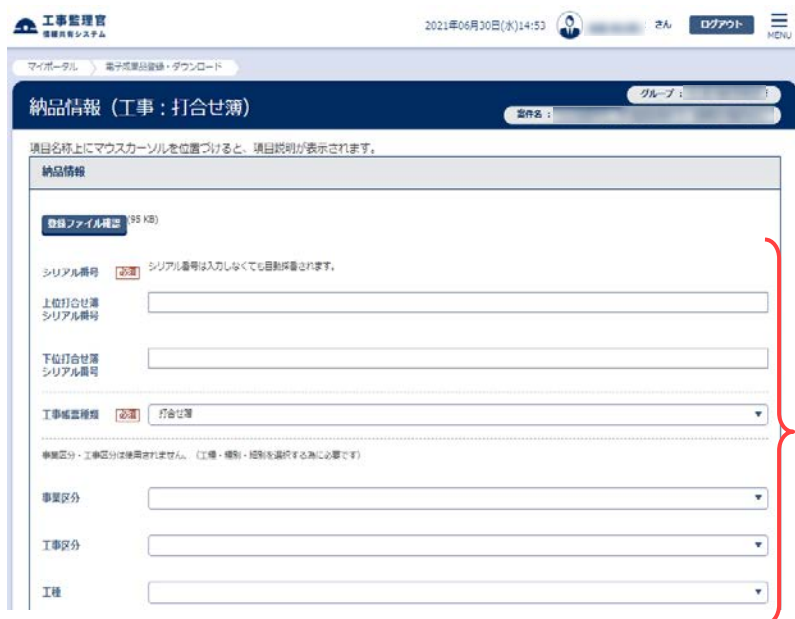 工事監理官
情報共有システム
2021年06月30日(水)14:53
さん
ログアウト
MENU
マイポータル
電子成果品登録・ダウンロード
納品情報（工事：打合せ簿）
グループ：
案件名：
項目名称上にマウスカーソルを位置づけると、項目説明が表示されます。
納品情報
登録ファイル確認 (95 KB)
シリアル番号 必須 シリアル番号は入力しなくても自動採番されます。
上位打合せ簿
シリアル番号
下位打合せ簿
シリアル番号
工事帳票種類 必須 打合せ簿
事業区分・工事区分は使用されません。（工種・種別・細別を選択する為に必要です）
事業区分
工事区分
工種